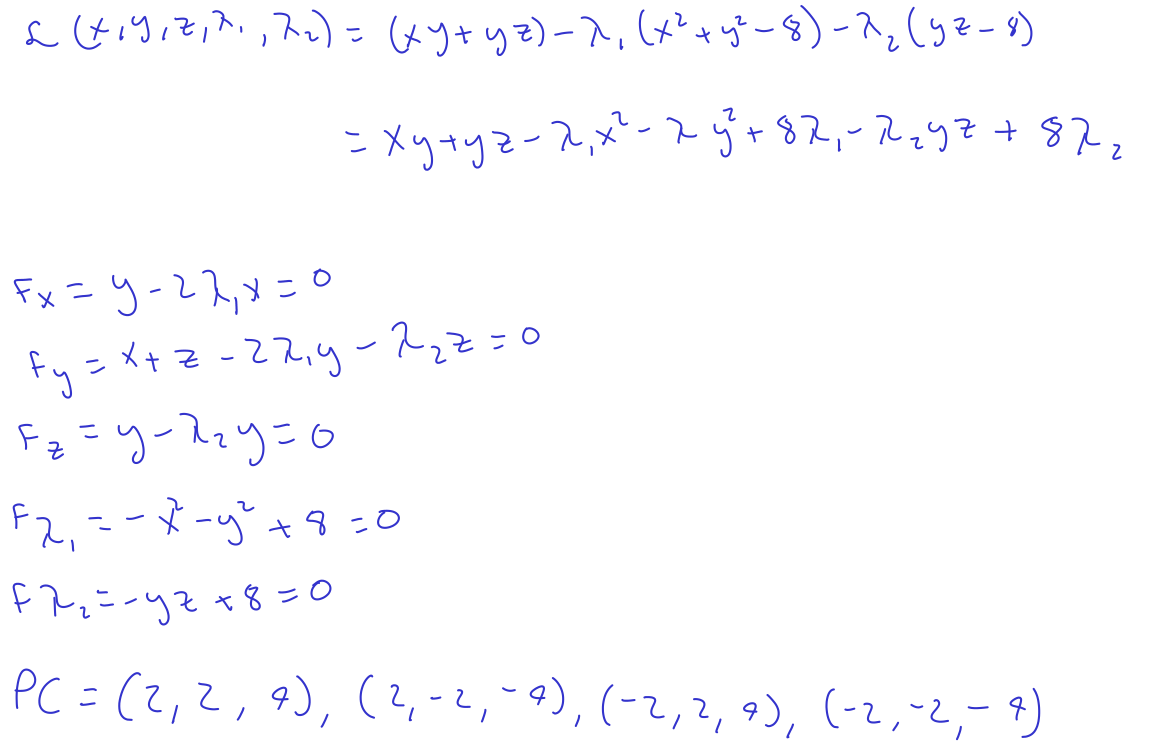 ℒ (x,y,z,λ₁,λ₂) = (xy+yz)-λ₁(x²+y²-8)-λ₂(yz-8)
= xy+yz-λ₁x²-λy²+8λ₁-λ₂yz+8λ₂
Fx = y-2λ₁x=0
Fy = x+z-2λ₁y-λ₂z=0
Fz = y-λ₂y=0
Fλ₁ = -x²-y²+8=0
Fλ₂=-yz+8=0
PC = (2,2,4), (2,-2,-4), (-2,2,4), (-2,-2,-4)